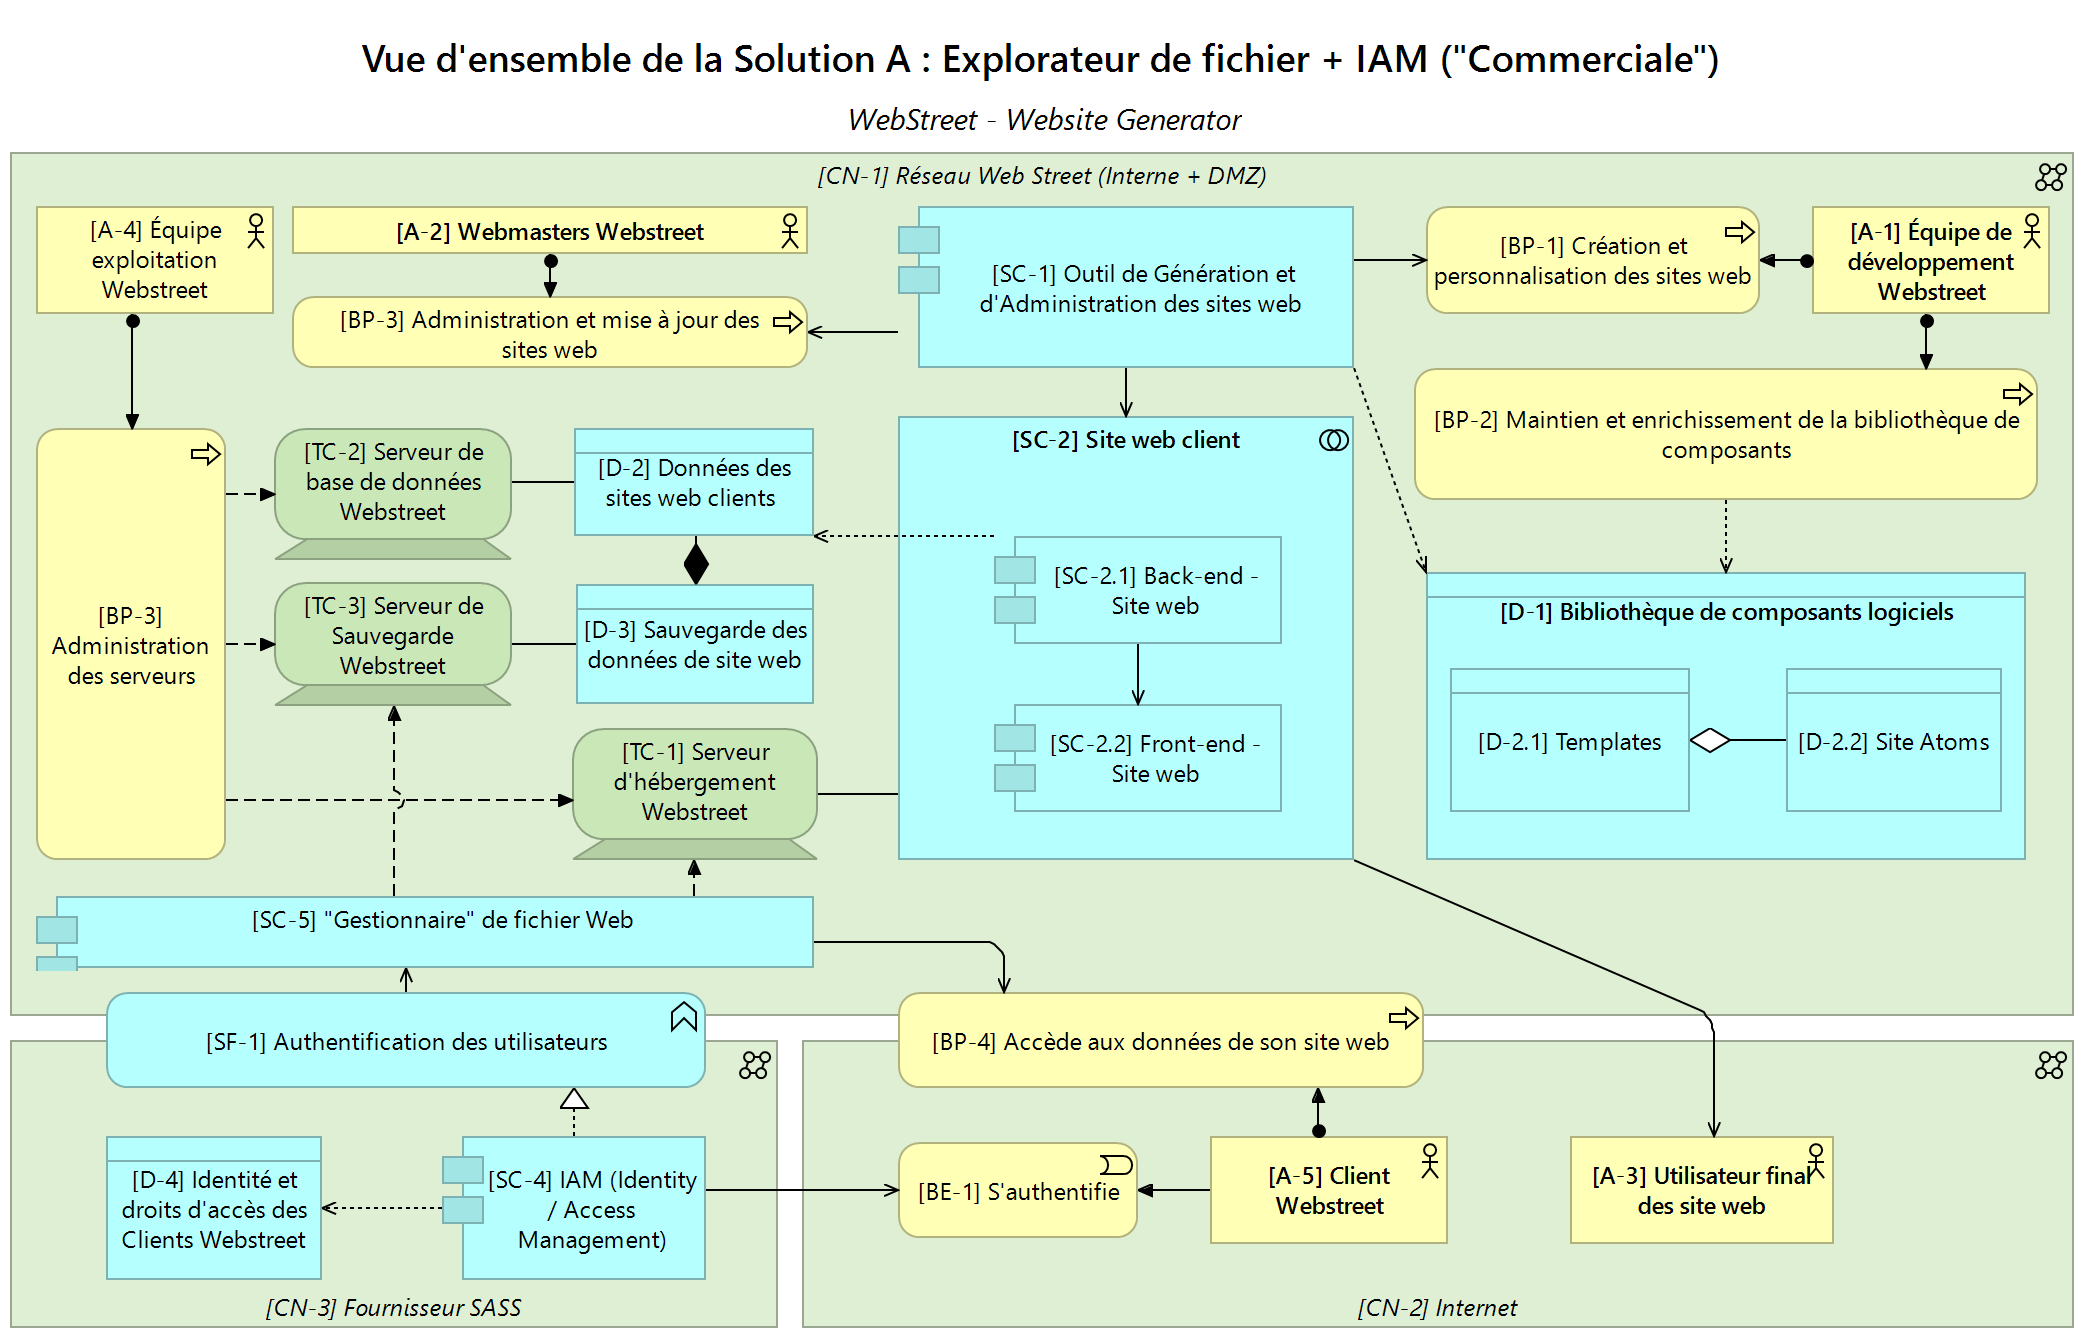 Vue d'ensemble de la Solution A : Explorateur de fichier + IAM ("Commerciale")
WebStreet - Website Generator
[CN-1] Réseau Web Street (Interne + DMZ)
[A-4] Équipe
exploitation
Webstreet
[A-2] Webmasters Webstreet
[BP-3] Administration et mise à jour des
sites web
[SC-1] Outil de Génération et
d'Administration des sites web
[BP-1] Création et
personnalisation des sites web
[A-1] Équipe de
développement
Webstreet
[BP-2] Maintien et enrichissement de la bibliothèque de
composants
[BP-3]
Administration
des serveurs
[TC-2] Serveur de
base de données
Webstreet
[D-2] Données des
sites web clients
[TC-3] Serveur de
Sauvegarde
Webstreet
[D-3] Sauvegarde des
données de site web
[TC-1] Serveur
d'hébergement
Webstreet
[SC-2] Site web client
[SC-2.1] Back-end -
Site web
[SC-2.2] Front-end -
Site web
[D-1] Bibliothèque de composants logiciels
[D-2.1] Templates
[D-2.2] Site Atoms
[SC-5] "Gestionnaire" de fichier Web
[SF-1] Authentification des utilisateurs
[BP-4] Accède aux données de son site web
[D-4] Identité et
droits d'accès des
Clients Webstreet
[SC-4] IAM (Identity
/ Access
Management)
[BE-1] S'authentifie
[A-5] Client
Webstreet
[A-3] Utilisateur final
des site web
[CN-3] Fournisseur SASS
[CN-2] Internet